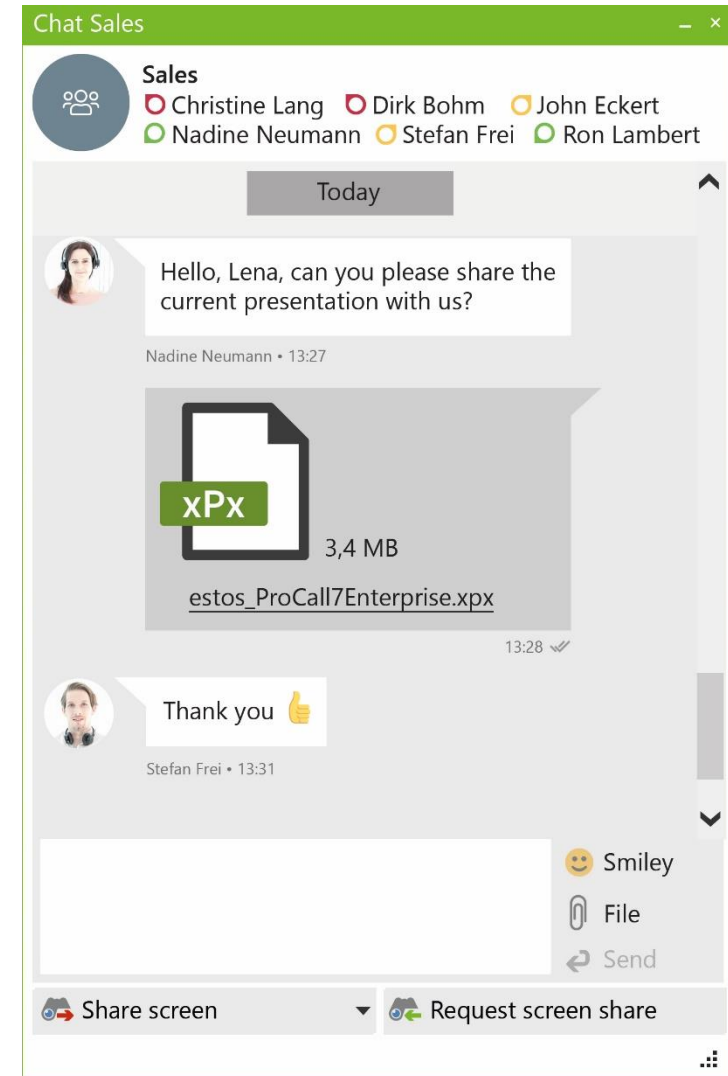 Chat Sales
Sales
Christine Lang Dirk Bohm John Eckert
Nadine Neumann Stefan Frei Ron Lambert
Today
Hello, Lena, can you please share the
current presentation with us?
Nadine Neumann • 13:27
xPx
3,4 MB
estos_ProCall7Enterprise.xpx
13:28
Thank you 👍
Stefan Frei • 13:31
Smiley
File
Send
Share screen
Request screen share